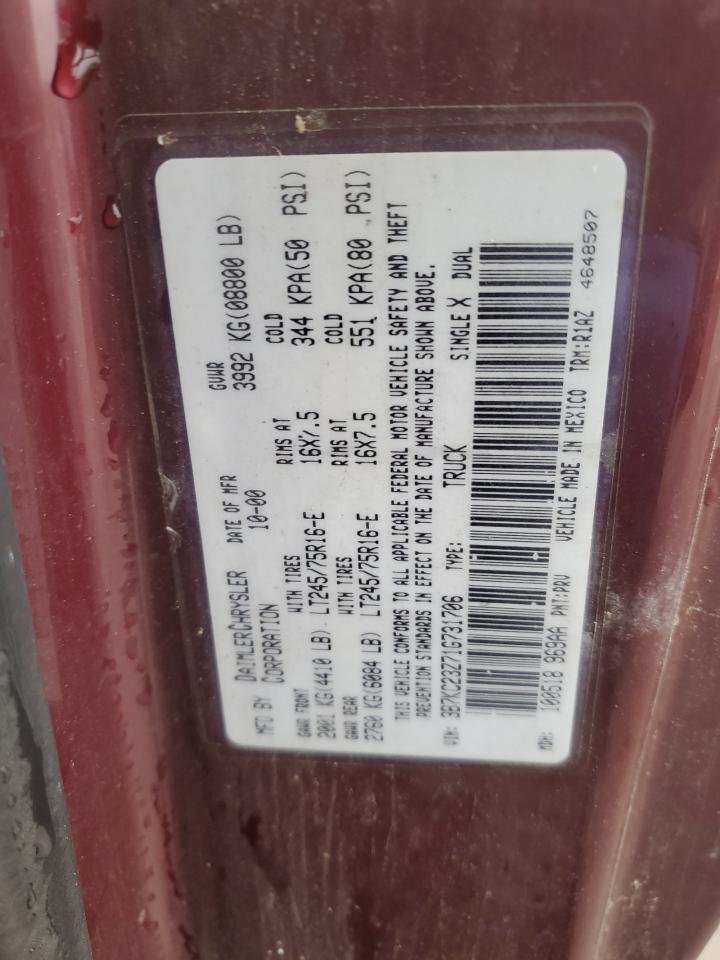 MFD BY DAIMLERCHRYSLER CORPORATION DATE OF MFR 10-00 GVWR 3992 KG(08800 LB)
GAWR FRONT WITH TIRES RIMS AT COLD
2001 KG(4410 LB) LT245/75R16-E 16X7.5 344 KPA(50 PSI)
GAWR REAR WITH TIRES RIMS AT COLD
2760 KG(6084 LB) LT245/75R16-E 16X7.5 551 KPA(80 PSI)
THIS VEHICLE CONFORMS TO ALL APPLICABLE FEDERAL MOTOR VEHICLE SAFETY AND THEFT
PREVENTION STANDARDS IN EFFECT ON THE DATE OF MANUFACTURE SHOWN ABOVE.
VIN: 3B7KC23Z71G731706 TYPE: TRUCK SINGLE X DUAL
MDH: 100518 969AA PNT:PRV VEHICLE MADE IN MEXICO TRM:R1AZ
4648507